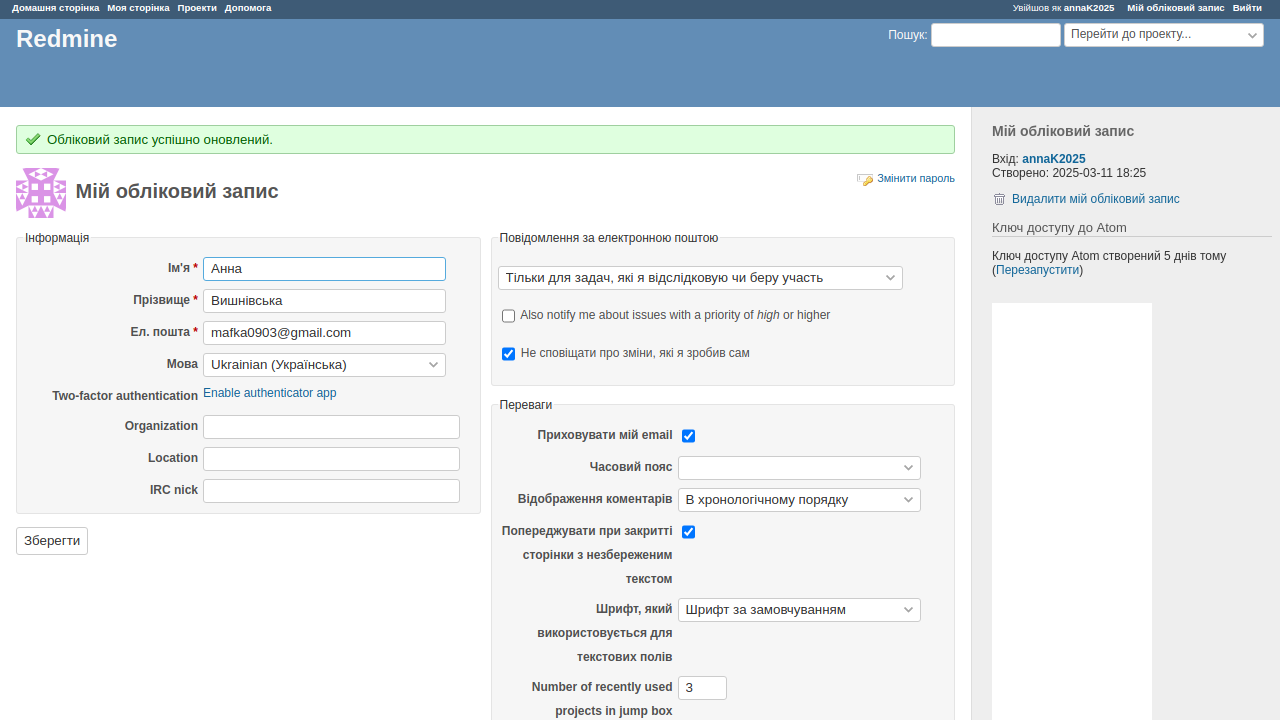 Домашня сторінка Моя сторінка Проекти Допомога
Увійшов як annaK2025 Мій обліковий запис Вийти
Redmine
Пошук: Перейти до проекту...
Обліковий запис успішно оновлений.
Мій обліковий запис
Змінити пароль
Інформація
Ім'я * Анна
Прізвище * Вишнівська
Ел. пошта * mafka0903@gmail.com
Мова Ukrainian (Українська)
Two-factor authentication Enable authenticator app
Organization
Location
IRC nick
Зберегти
Повідомлення за електронною поштою
Тільки для задач, які я відслідковую чи беру участь
Also notify me about issues with a priority of high or higher
Не сповіщати про зміни, які я зробив сам
Переваги
Приховувати мій email
Часовий пояс
Відображення коментарів В хронологічному порядку
Попереджувати при закритті
сторінки з незбереженим
текстом
Шрифт, який Шрифт за замовчуванням
використовується для
текстових полів
Number of recently used 3
projects in jump box
Мій обліковий запис
Вхід: annaK2025
Створено: 2025-03-11 18:25
Видалити мій обліковий запис
Ключ доступу до Atom
Ключ доступу Atom створений 5 днів тому
(Перезапустити)